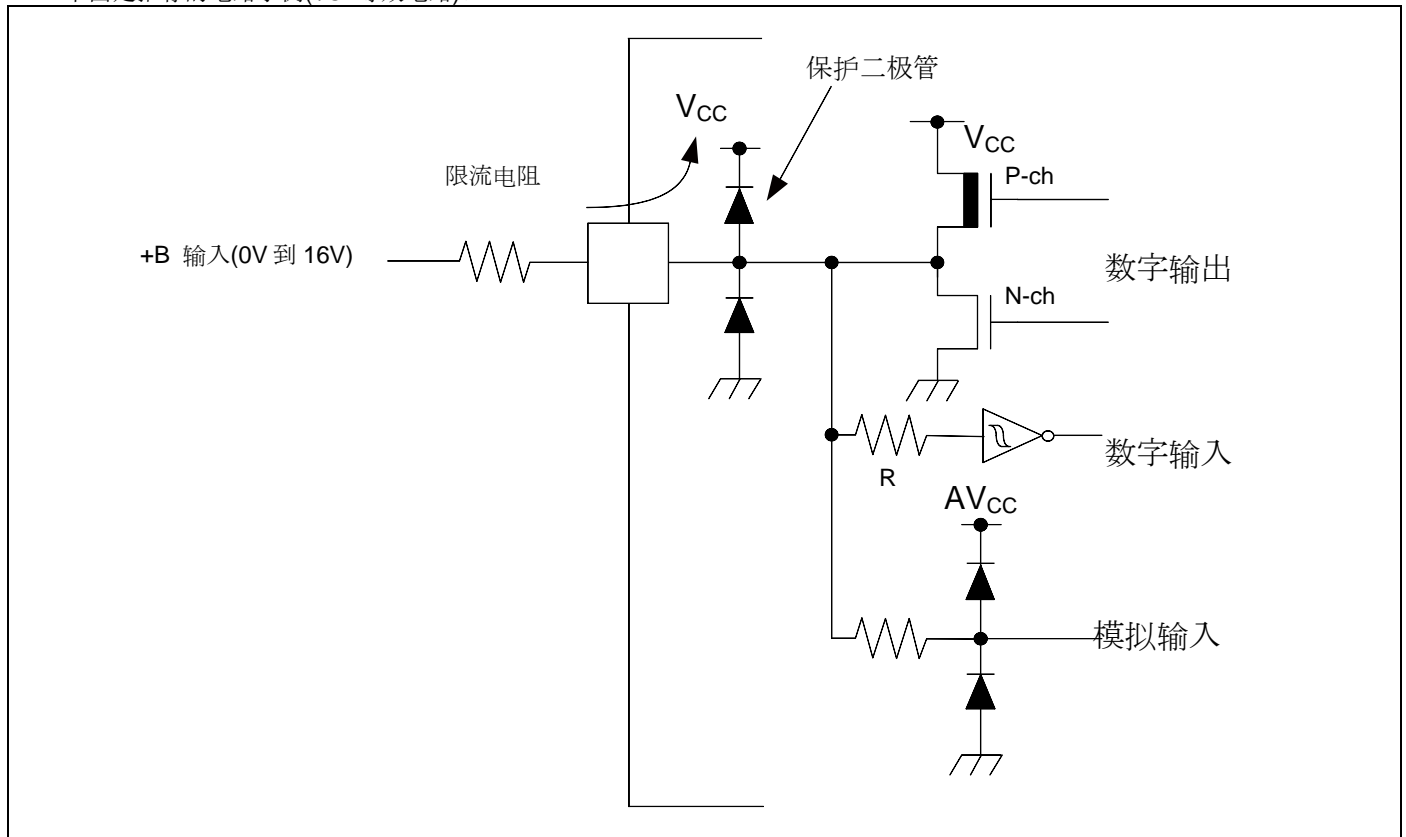 保护二极管
V_CC
V_CC
限流电阻
P-ch
+B 输入(0V 到 16V)
数字输出
N-ch
数字输入
R
AV_CC
模拟输入